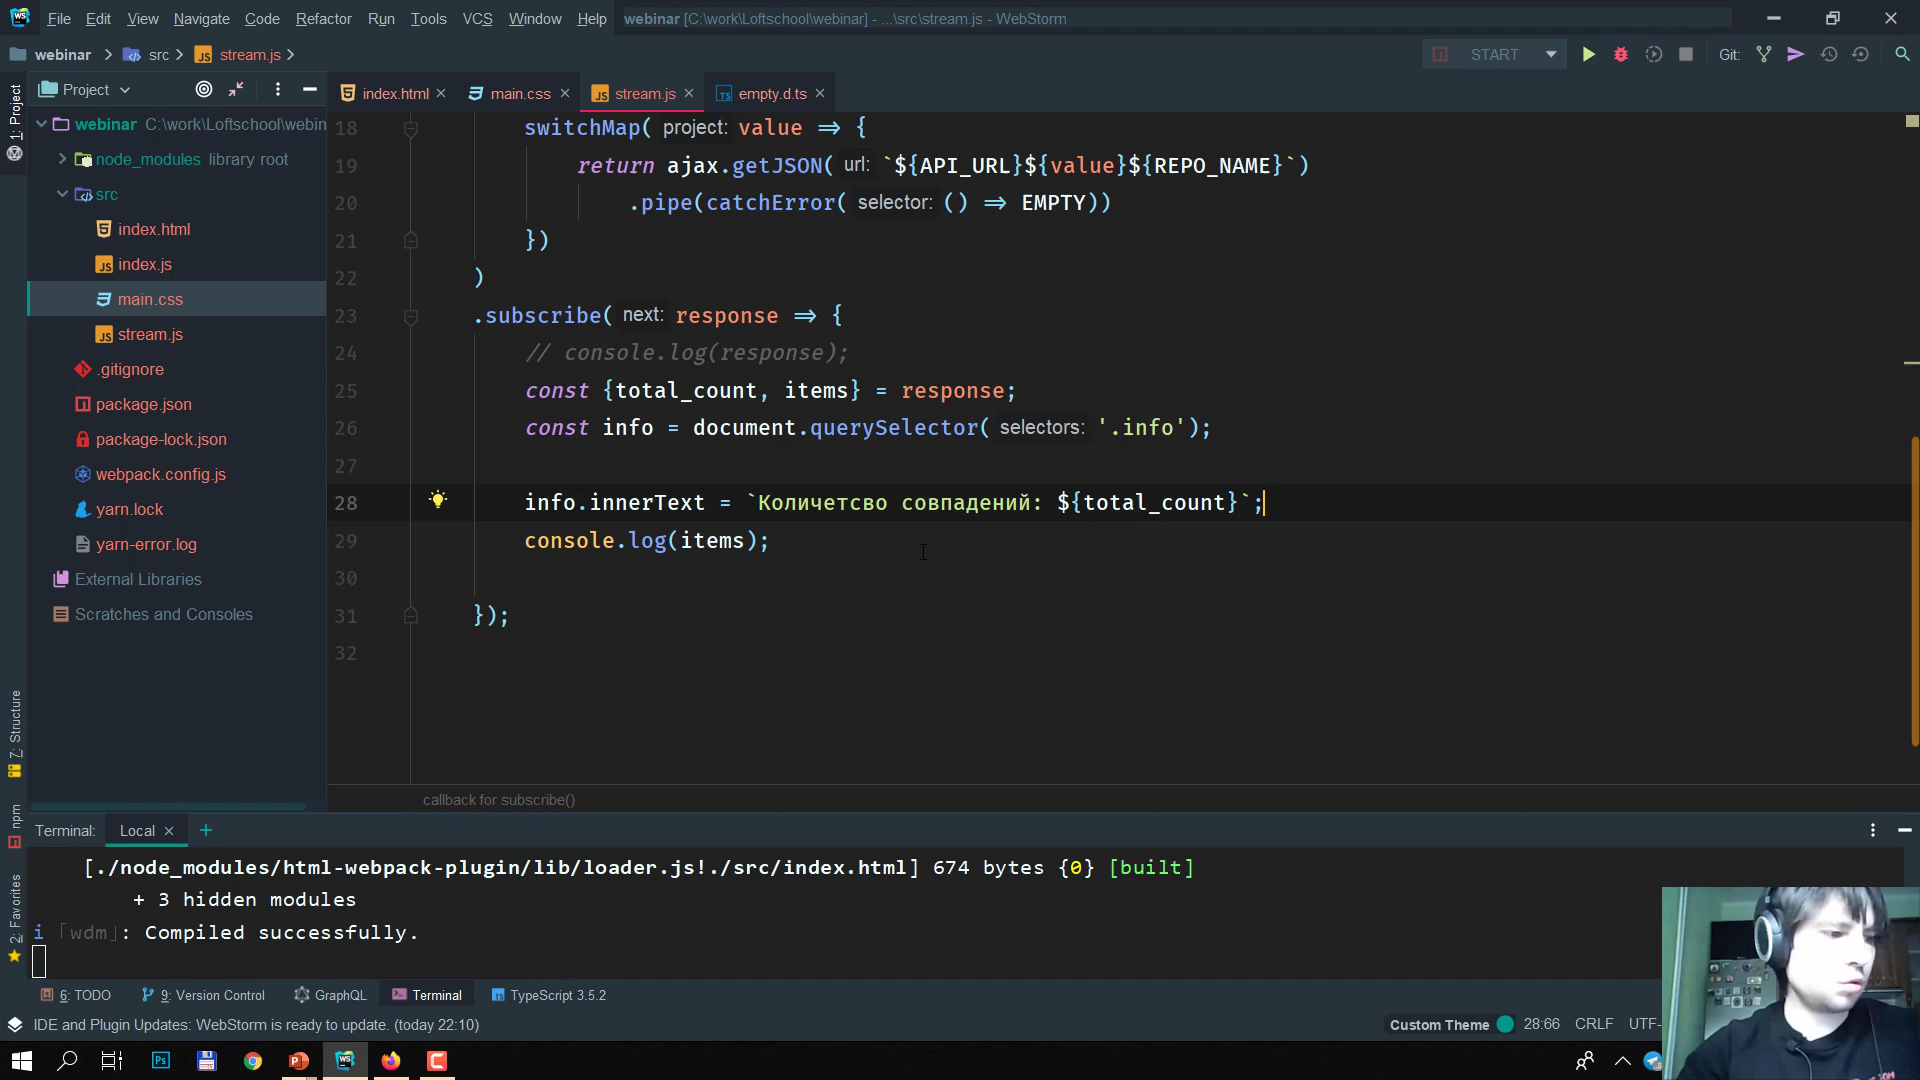 File Edit View Navigate Code Refactor Run Tools VCS Window Help webinar [C:\work\Loftschool\webinar] - ...\src\stream.js - WebStorm
webinar src stream.js START Git:
Project
index.html main.css stream.js empty.d.ts
1: Project
webinar C:\work\Loftschool\webin
node_modules library root
src
index.html
index.js
main.css
stream.js
.gitignore
package.json
package-lock.json
webpack.config.js
yarn.lock
yarn-error.log
External Libraries
Scratches and Consoles
7: Structure
npm
2: Favorites
18 switchMap( project: value => {
19 return ajax.getJSON( url: `${API_URL}${value}${REPO_NAME}`)
20 .pipe(catchError( selector: () => EMPTY))
21 })
22 )
23 .subscribe( next: response => {
24 // console.log(response);
25 const {total_count, items} = response;
26 const info = document.querySelector( selectors: '.info');
27
28 info.innerText = `Количетсво совпадений: ${total_count}`;
29 console.log(items);
30
31 });
32
callback for subscribe()
Terminal: Local +
[./node_modules/html-webpack-plugin/lib/loader.js!./src/index.html] 674 bytes {0} [built]
+ 3 hidden modules
i 「wdm」: Compiled successfully.
6: TODO 9: Version Control GraphQL Terminal TypeScript 3.5.2
IDE and Plugin Updates: WebStorm is ready to update. (today 22:10) Custom Theme 28:66 CRLF UTF-